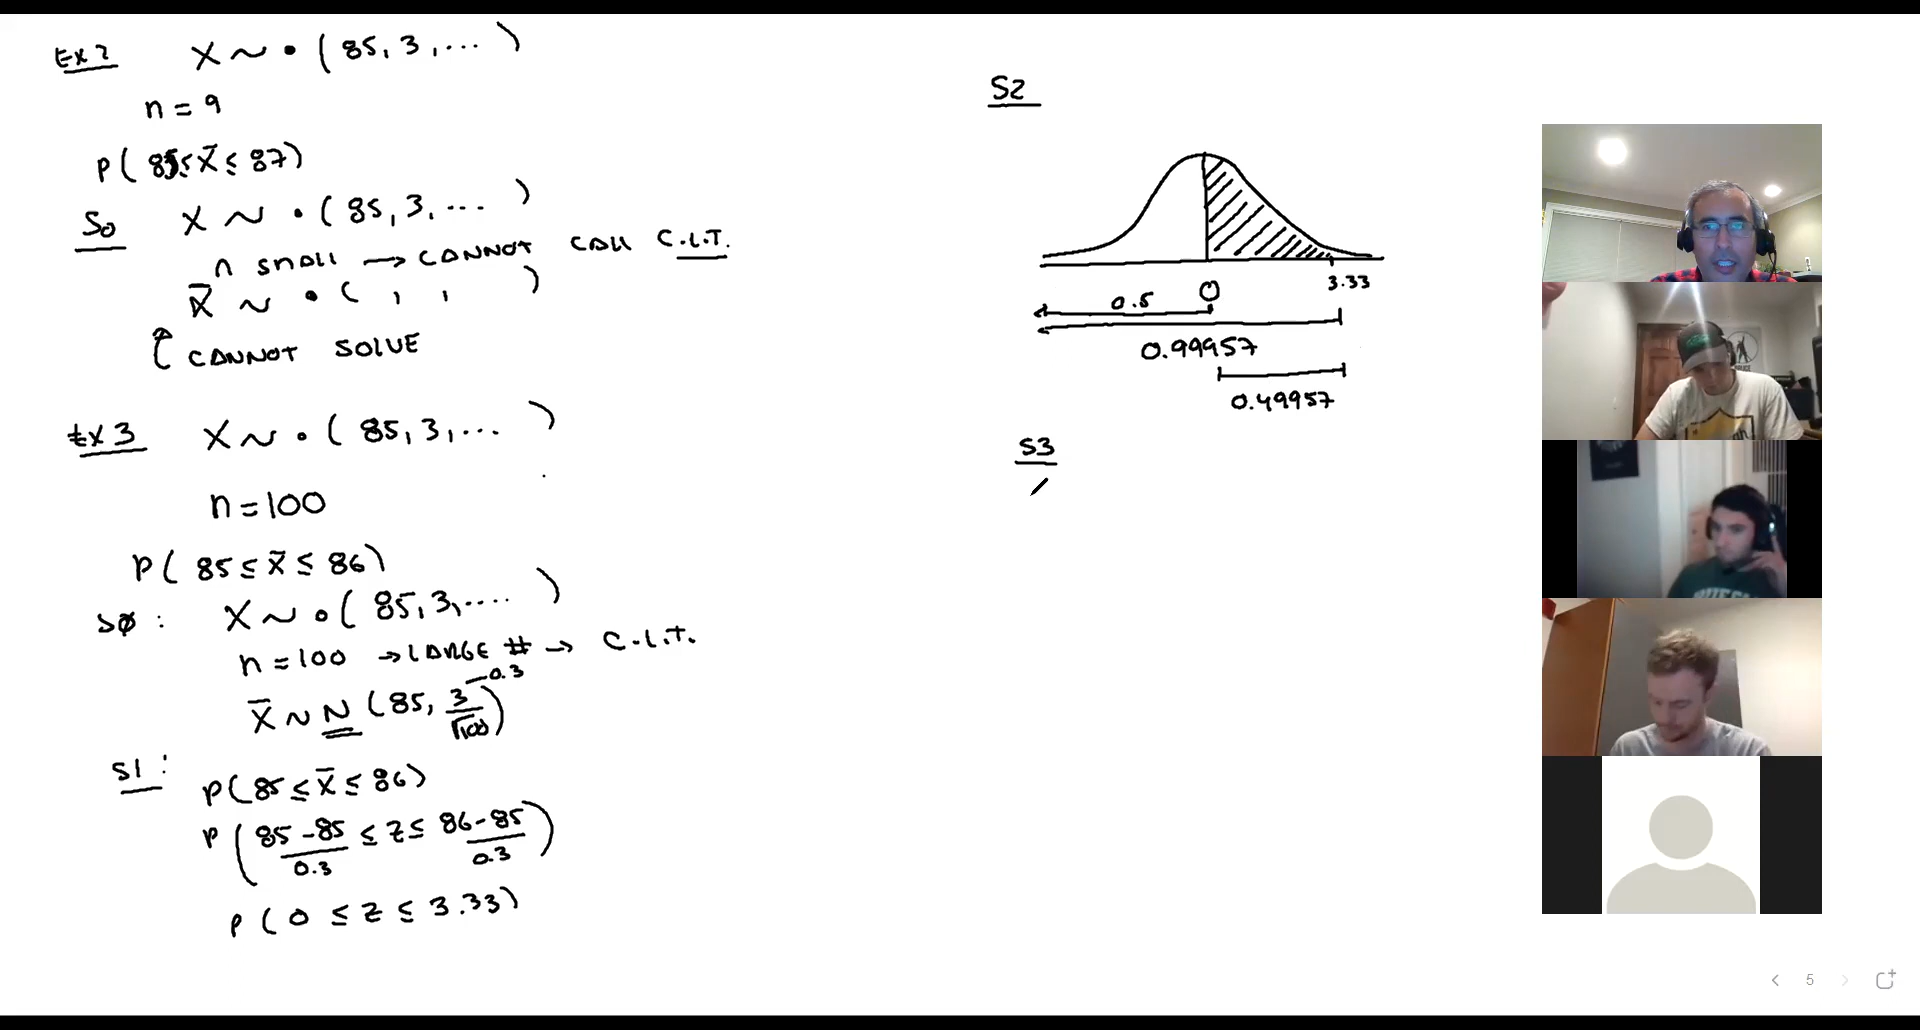 Ex 2 X ~ • ( 85, 3, ... )
n = 9
P( 85 ≤ X̄ ≤ 87)
S0 X ~ • ( 85, 3, ... )
n SMALL → CANNOT CALL C.L.T.
X̄ ~ • ( , , )
CANNOT SOLVE
Ex 3 X ~ • ( 85, 3, ... )
n = 100
P( 85 ≤ X̄ ≤ 86)
SØ : X ~ • ( 85, 3, .... )
n = 100 → LARGE # → C.L.T.
X̄ ~ N ( 85, 3/√100 ) 0.3
S1 :
P(85 ≤ X̄ ≤ 86)
P( (85 - 85)/0.3 ≤ Z ≤ (86 - 85)/0.3 )
P( 0 ≤ Z ≤ 3.33)
S2
0 3.33
0.5
0.99957
0.49957
S3
5